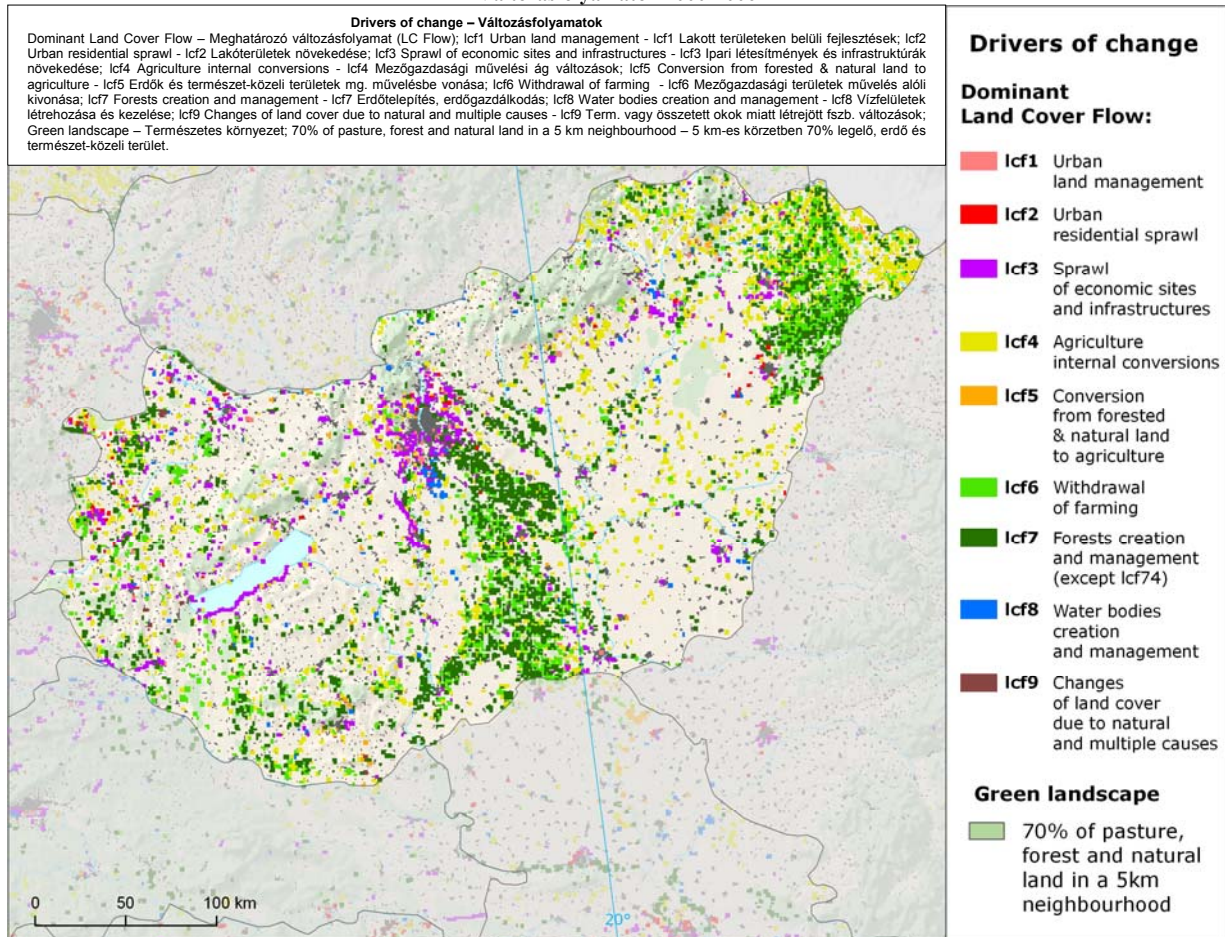 Drivers of change – Változásfolyamatok
Dominant Land Cover Flow – Meghatározó változásfolyamat (LC Flow); lcf1 Urban land management - lcf1 Lakott területeken belüli fejlesztések; lcf2
Urban residential sprawl - lcf2 Lakóterületek növekedése; lcf3 Sprawl of economic sites and infrastructures - lcf3 Ipari létesítmények és infrastruktúrák
növekedése; lcf4 Agriculture internal conversions - lcf4 Mezőgazdasági művelési ág változások; lcf5 Conversion from forested & natural land to
agriculture - lcf5 Erdők és természet-közeli területek mg. művelésbe vonása; lcf6 Withdrawal of farming - lcf6 Mezőgazdasági területek művelés alóli
kivonása; lcf7 Forests creation and management - lcf7 Erdőtelepítés, erdőgazdálkodás; lcf8 Water bodies creation and management - lcf8 Vízfelületek
létrehozása és kezelése; lcf9 Changes of land cover due to natural and multiple causes - lcf9 Term. vagy összetett okok miatt létrejött fszb. változások;
Green landscape – Természetes környezet; 70% of pasture, forest and natural land in a 5 km neighbourhood – 5 km-es körzetben 70% legelő, erdő és
természet-közeli terület.
Drivers of change
Dominant
Land Cover Flow:
lcf1 Urban
land management
lcf2 Urban
residential sprawl
lcf3 Sprawl
of economic sites
and infrastructures
lcf4 Agriculture
internal conversions
lcf5 Conversion
from forested
& natural land
to agriculture
lcf6 Withdrawal
of farming
lcf7 Forests creation
and management
(except lcf74)
lcf8 Water bodies
creation
and management
lcf9 Changes
of land cover
due to natural
and multiple causes
Green landscape
70% of pasture,
forest and natural
land in a 5km
neighbourhood
0 50 100 km
20°